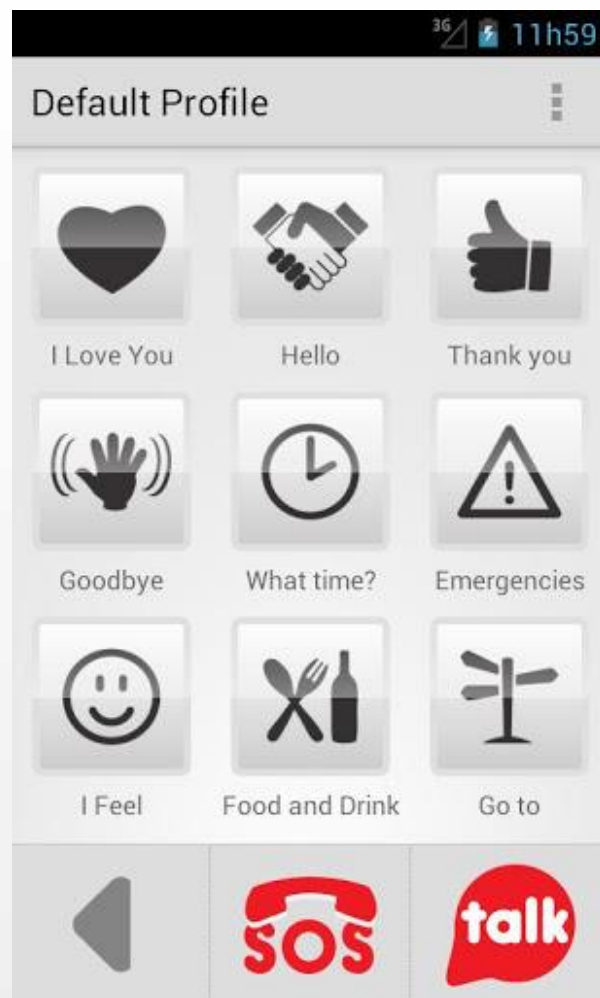 3G 11h59
Default Profile
I Love You Hello Thank you
Goodbye What time? Emergencies
I Feel Food and Drink Go to
SOS talk